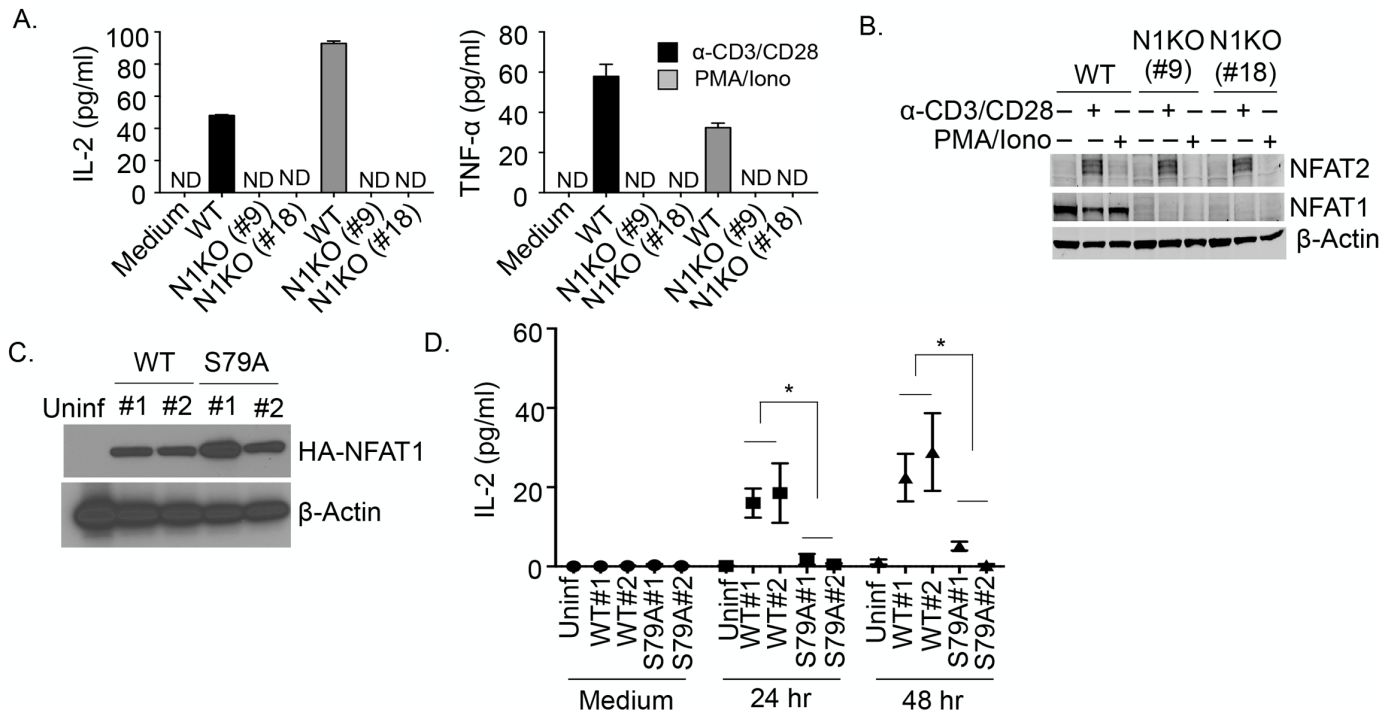 A.
IL-2 (pg/ml)
100
80
60
40
20
0
ND
ND
ND
ND
ND
Medium
WT
N1KO (#9)
N1KO (#18)
WT
N1KO (#9)
N1KO (#18)
TNF-α (pg/ml)
80
60
40
20
0
ND
ND
ND
ND
ND
Medium
WT
N1KO (#9)
N1KO (#18)
WT
N1KO (#9)
N1KO (#18)
α-CD3/CD28
PMA/Iono
B.
WT
N1KO (#9)
N1KO (#18)
α-CD3/CD28 – + – – + – – + –
PMA/Iono – – + – – + – – +
NFAT2
NFAT1
β-Actin
C.
WT S79A
Uninf #1 #2 #1 #2
HA-NFAT1
β-Actin
D.
IL-2 (pg/ml)
60
40
20
0
*
*
Uninf
WT#1
WT#2
S79A#1
S79A#2
Medium
Uninf
WT#1
WT#2
S79A#1
S79A#2
24 hr
Uninf
WT#1
WT#2
S79A#1
S79A#2
48 hr